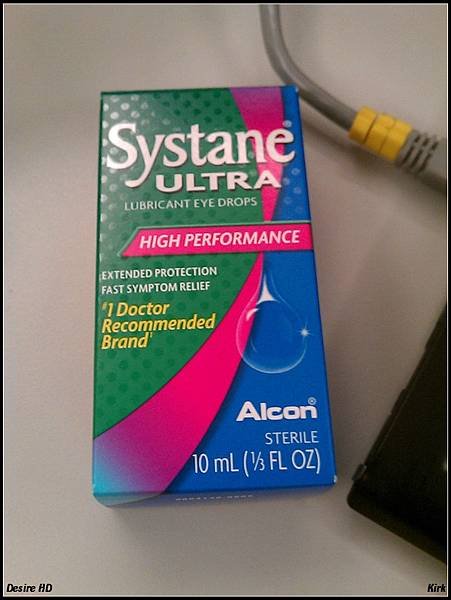 Systane®
ULTRA
LUBRICANT EYE DROPS
HIGH PERFORMANCE
EXTENDED PROTECTION
FAST SYMPTOM RELIEF
#1 Doctor
Recommended
Brand¹
Alcon®
STERILE
10 mL (⅓ FL OZ)
Desire HD
Kirk